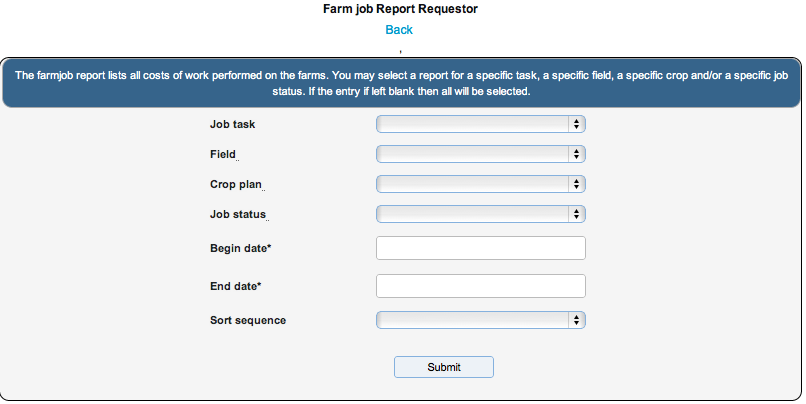 Farm job Report Requestor
Back
,
The farmjob report lists all costs of work performed on the farms. You may select a report for a specific task, a specific field, a specific crop and/or a specific job
status. If the entry if left blank then all will be selected.
Job task
Field
Crop plan
Job status
Begin date*
End date*
Sort sequence
Submit